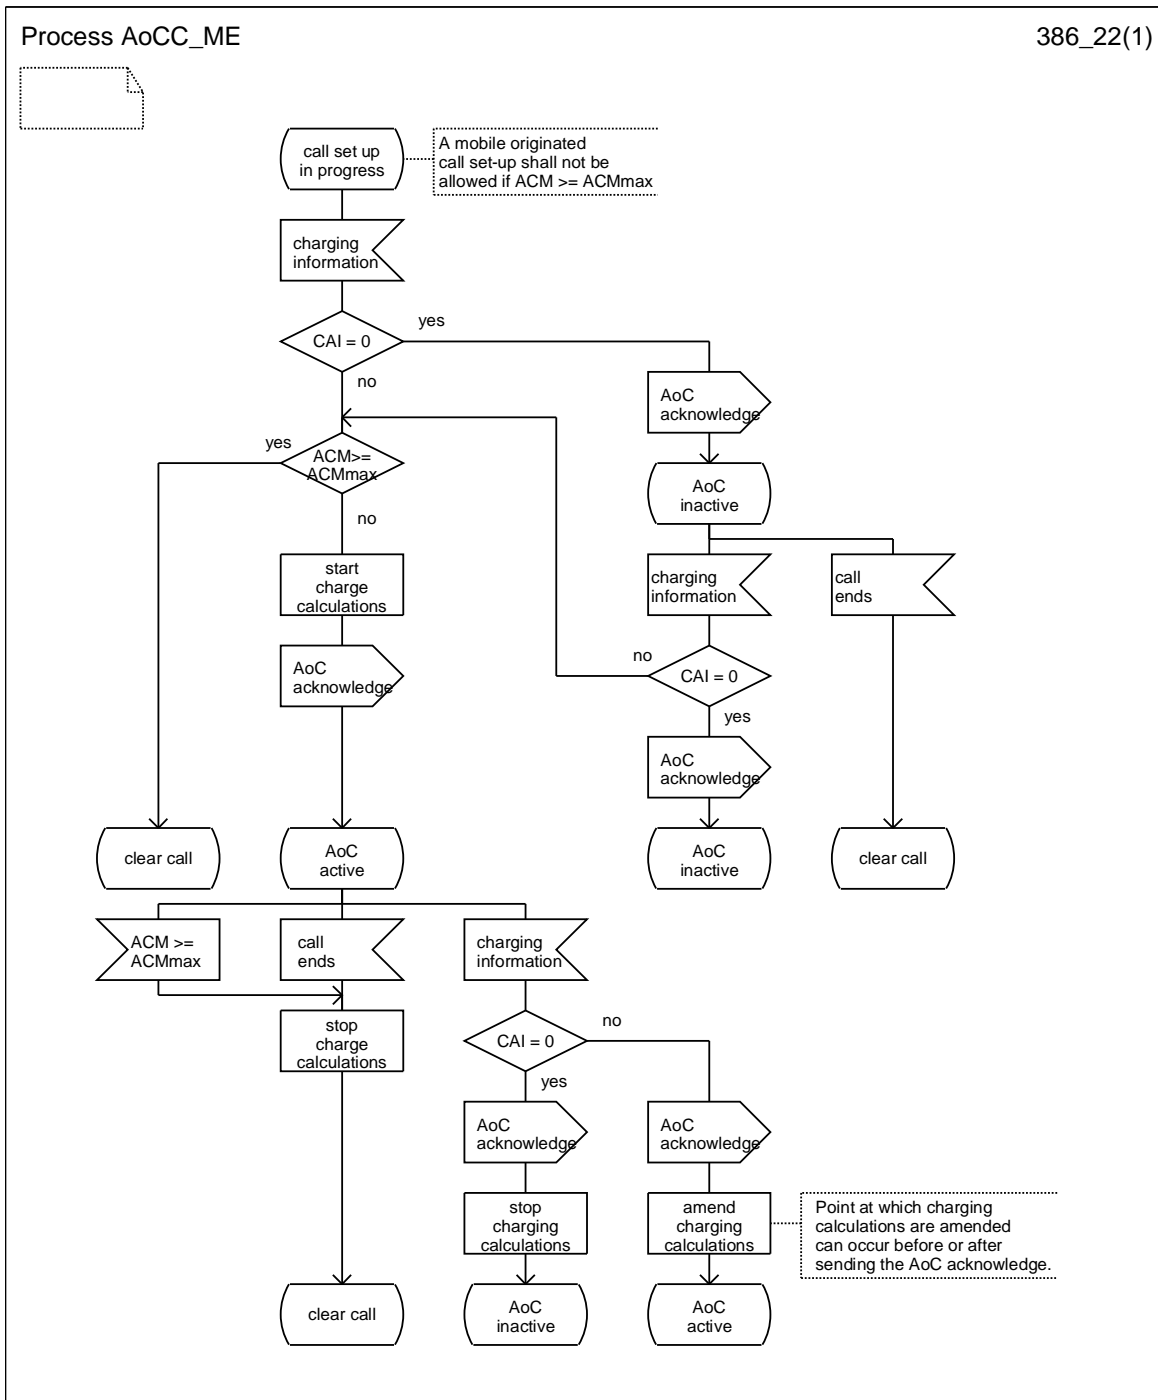 Process AoCC_ME
386_22(1)
call set up
in progress
A mobile originated
call set-up shall not be
allowed if ACM >= ACMmax
charging
information
CAI = 0
yes
no
AoC
acknowledge
yes
ACM>=
ACMmax
no
AoC
inactive
start
charge
calculations
charging
information
call
ends
AoC
acknowledge
no
CAI = 0
yes
AoC
acknowledge
clear call
AoC
active
AoC
inactive
clear call
ACM >=
ACMmax
call
ends
charging
information
stop
charge
calculations
CAI = 0
no
yes
AoC
acknowledge
AoC
acknowledge
stop
charging
calculations
amend
charging
calculations
Point at which charging
calculations are amended
can occur before or after
sending the AoC acknowledge.
clear call
AoC
inactive
AoC
active